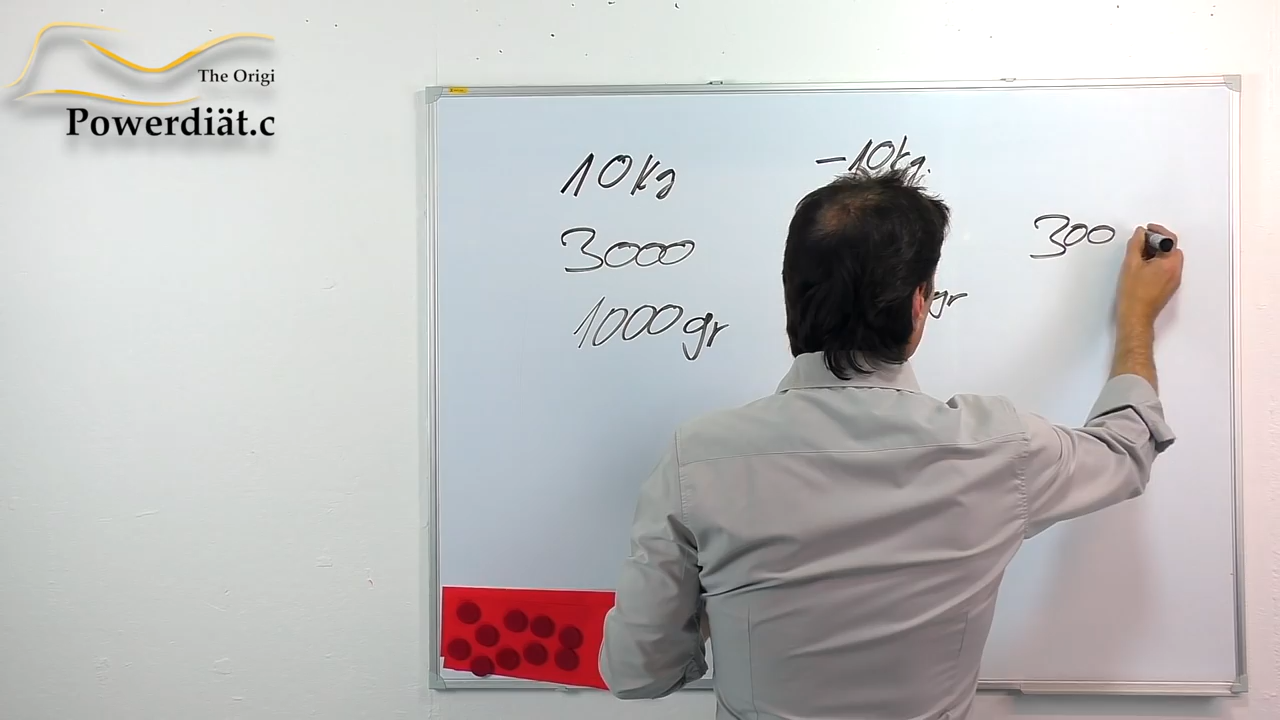 The Origi
Powerdiät.c
10kg
3000
1000gr
-10kg.
gr
300